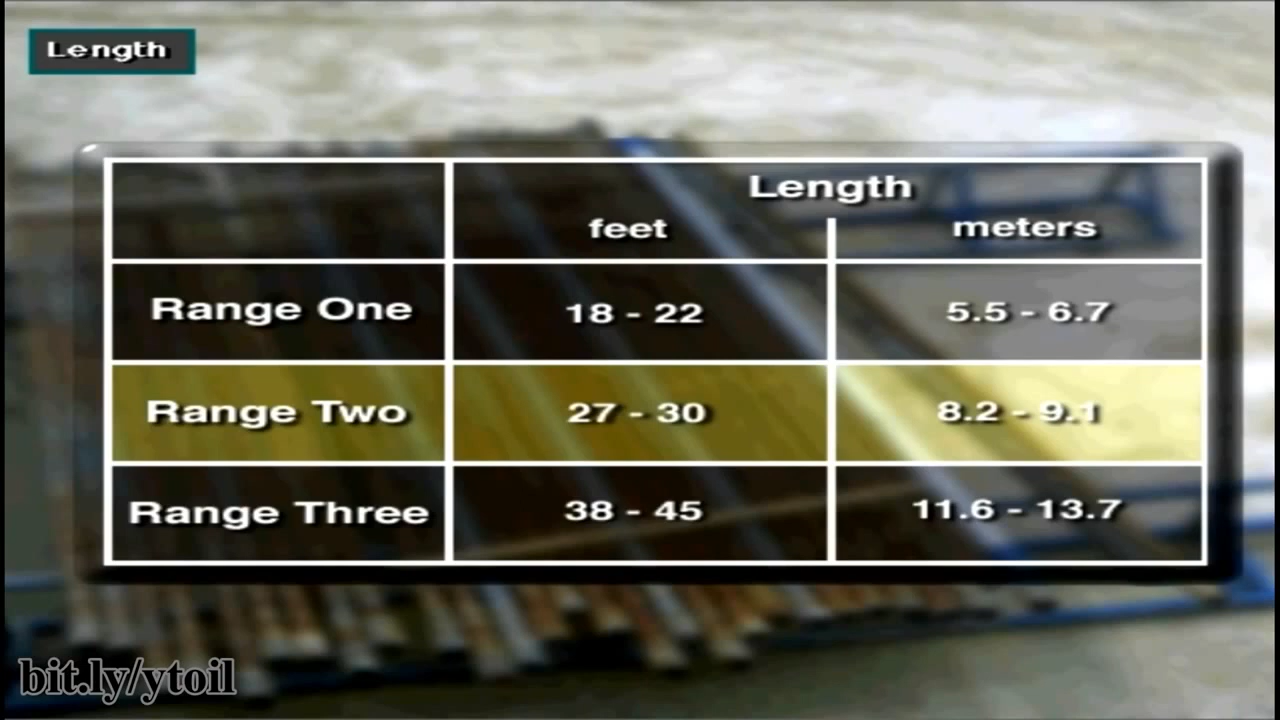 Length
Length
feet meters
Range One 18 - 22 5.5 - 6.7
Range Two 27 - 30 8.2 - 9.1
Range Three 38 - 45 11.6 - 13.7
bit.ly/ytoil